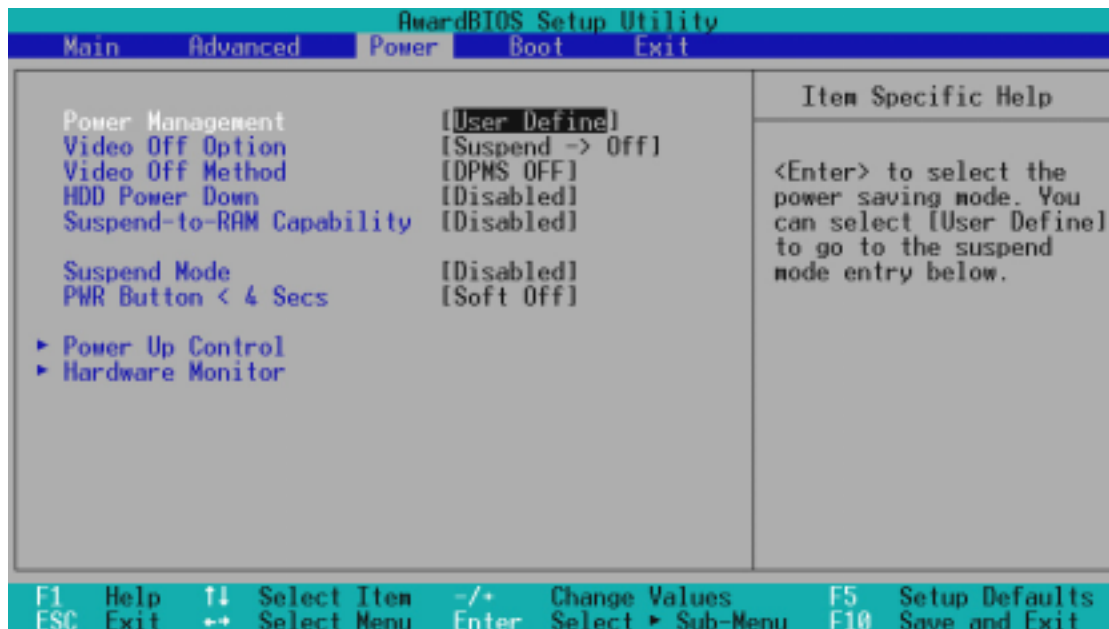 AwardBIOS Setup Utility
Main Advanced Power Boot Exit
Power Management [User Define]
Video Off Option [Suspend -> Off]
Video Off Method [DPMS OFF]
HDD Power Down [Disabled]
Suspend-to-RAM Capability [Disabled]
Suspend Mode [Disabled]
PWR Button < 4 Secs [Soft Off]
► Power Up Control
► Hardware Monitor
Item Specific Help
<Enter> to select the
power saving mode. You
can select [User Define]
to go to the suspend
mode entry below.
F1 Help ↑↓ Select Item -/+ Change Values F5 Setup Defaults
ESC Exit ←→ Select Menu Enter Select ► Sub-Menu F10 Save and Exit